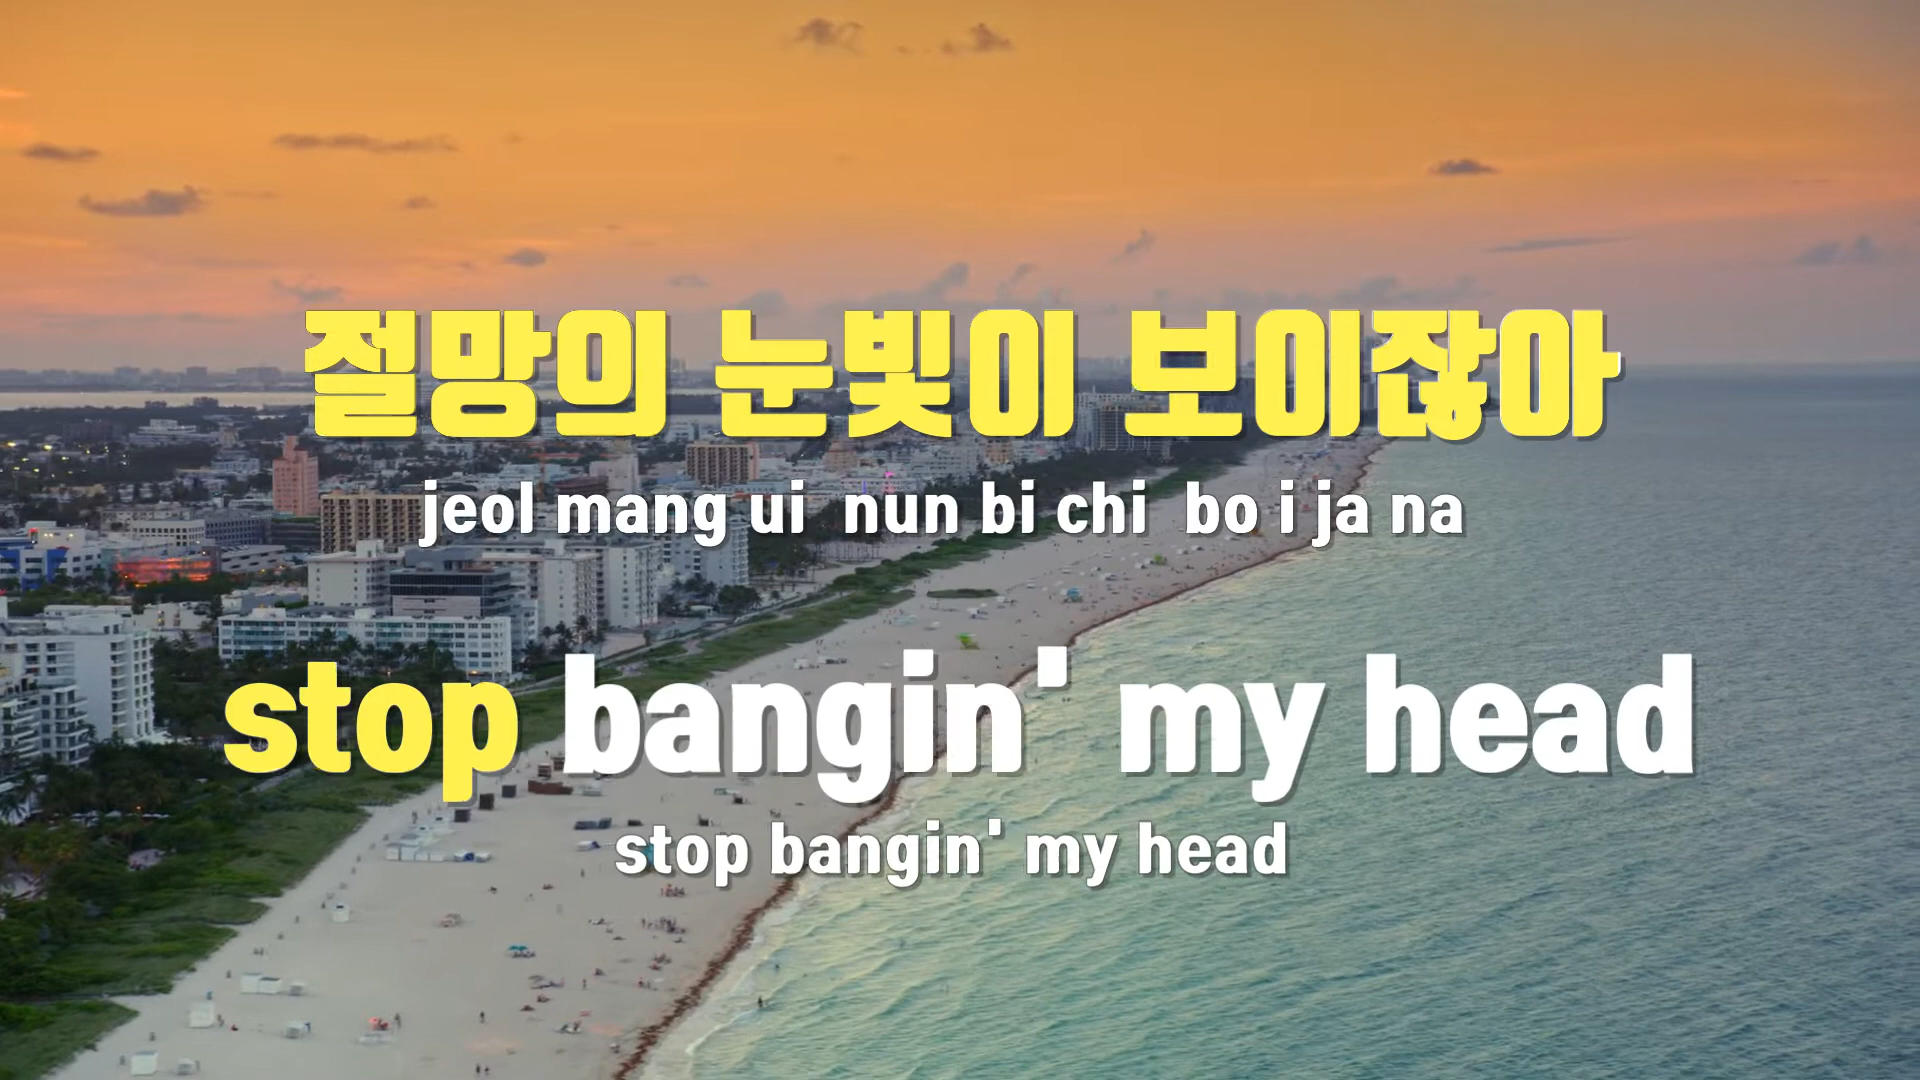 절망의 눈빛이 보이잖아
jeol mang ui nun bi chi bo i ja na
stop bangin' my head
stop bangin' my head